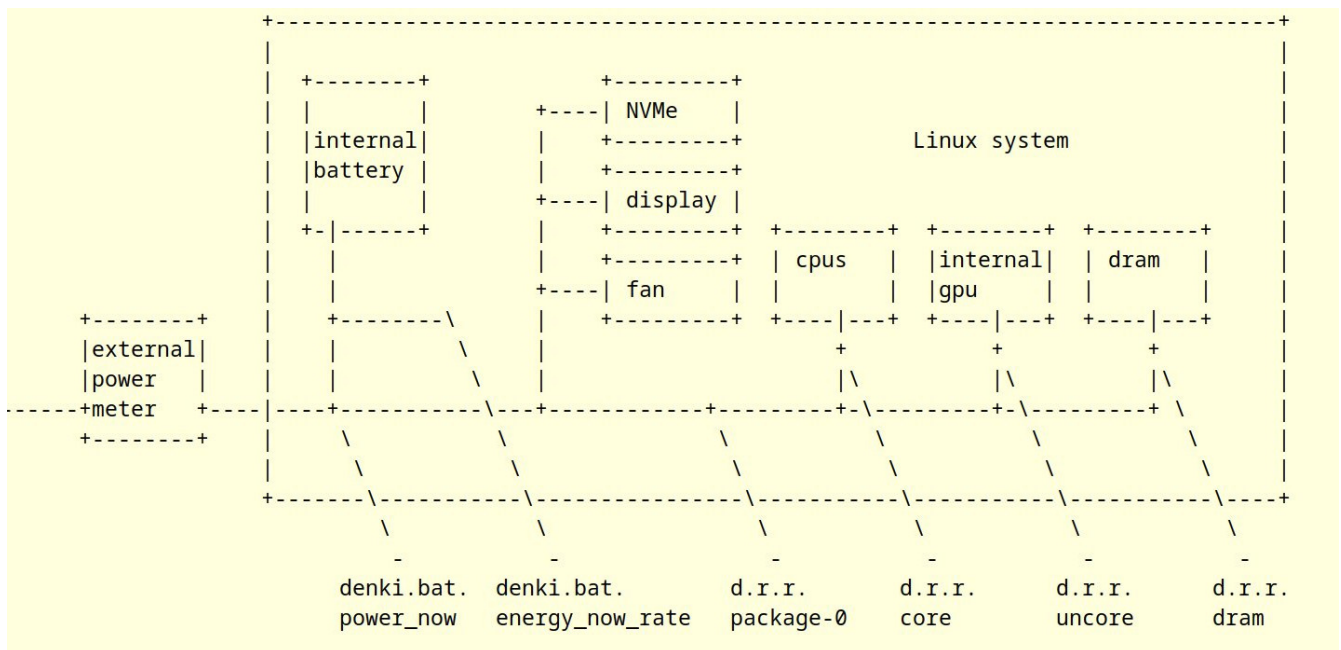 NVMe
internal
battery
Linux system
display
cpus
internal
gpu
dram
fan
external
power
meter
denki.bat. denki.bat. d.r.r. d.r.r. d.r.r. d.r.r.
power_now energy_now_rate package-0 core uncore dram